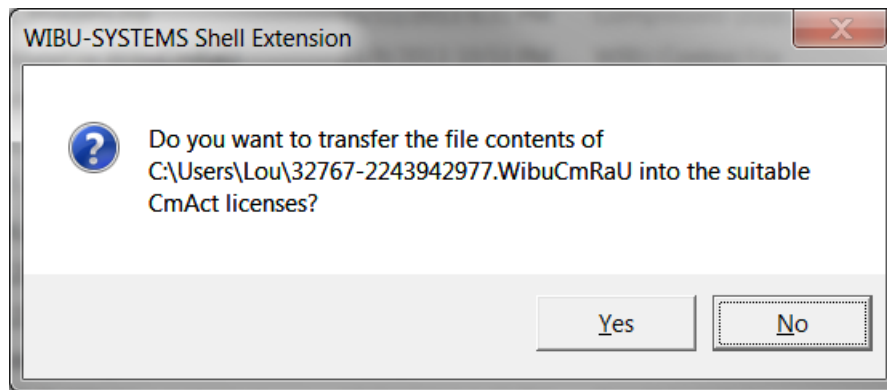 WIBU-SYSTEMS Shell Extension
Do you want to transfer the file contents of
C:\Users\Lou\32767-2243942977.WibuCmRaU into the suitable
CmAct licenses?
Yes
No